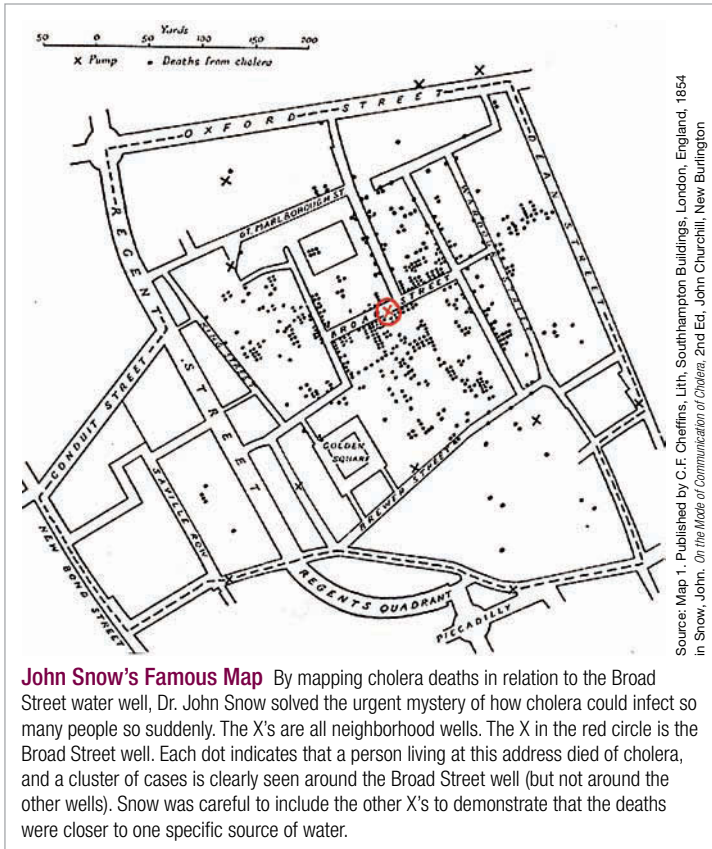 Yards
50 0 50 100 150 200
x Pump • Deaths from cholera
OXFORD STREET
DEAN STREET
REGENT STREET
GT. MARLBOROUGH ST.
WARDOUR STREET
BROAD STREET
KING STREET
CONDUIT STREET
GOLDEN
SQUARE
SAVILLE ROW
BREWER STREET
NEW BOND STREET
REGENTS QUADRANT
PICCADILLY
Source: Map 1. Published by C.F. Cheffins, Lith, Southhampton Buildings, London, England, 1854
in Snow, John. On the Mode of Communication of Cholera, 2nd Ed, John Churchill, New Burlington
John Snow's Famous Map By mapping cholera deaths in relation to the Broad
Street water well, Dr. John Snow solved the urgent mystery of how cholera could infect so
many people so suddenly. The X's are all neighborhood wells. The X in the red circle is the
Broad Street well. Each dot indicates that a person living at this address died of cholera,
and a cluster of cases is clearly seen around the Broad Street well (but not around the
other wells). Snow was careful to include the other X's to demonstrate that the deaths
were closer to one specific source of water.